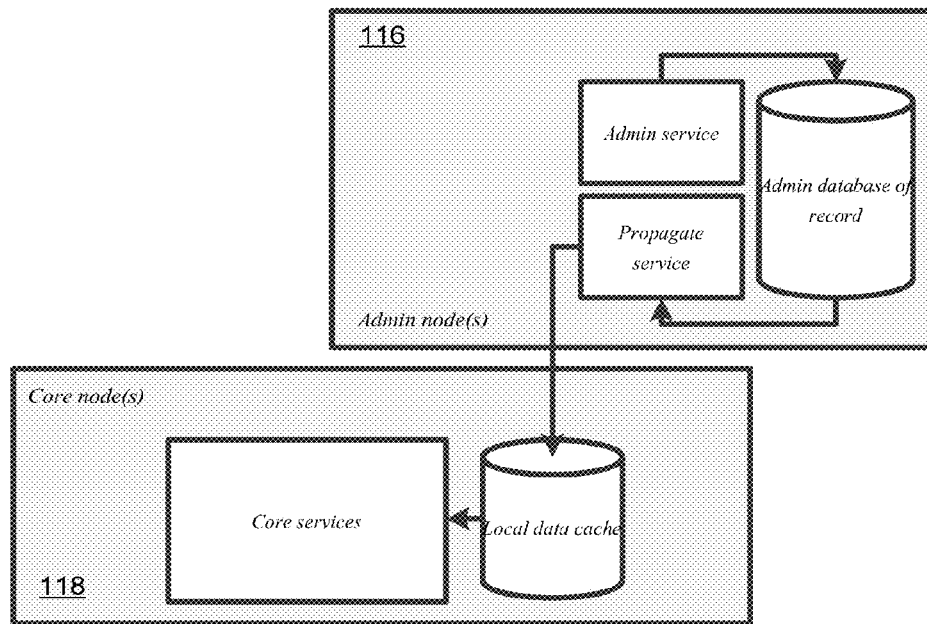 116
Admin service
Admin database of
record
Propagate
service
Admin node(s)
Core node(s)
Core services
Local data cache
118